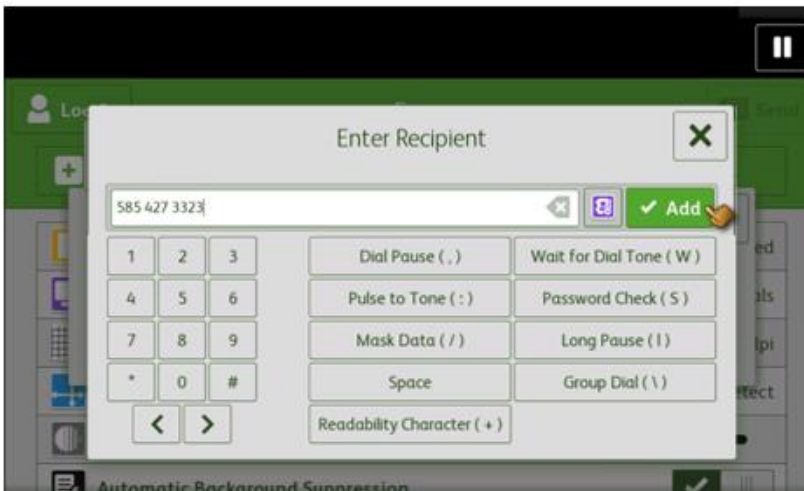 Enter Recipient
585 427 3323
Add
1 2 3 Dial Pause ( , ) Wait for Dial Tone ( W )
4 5 6 Pulse to Tone ( : ) Password Check ( S )
7 8 9 Mask Data ( / ) Long Pause ( | )
* 0 # Space Group Dial ( \ )
Readability Character ( + )
Automatic Background Suppression